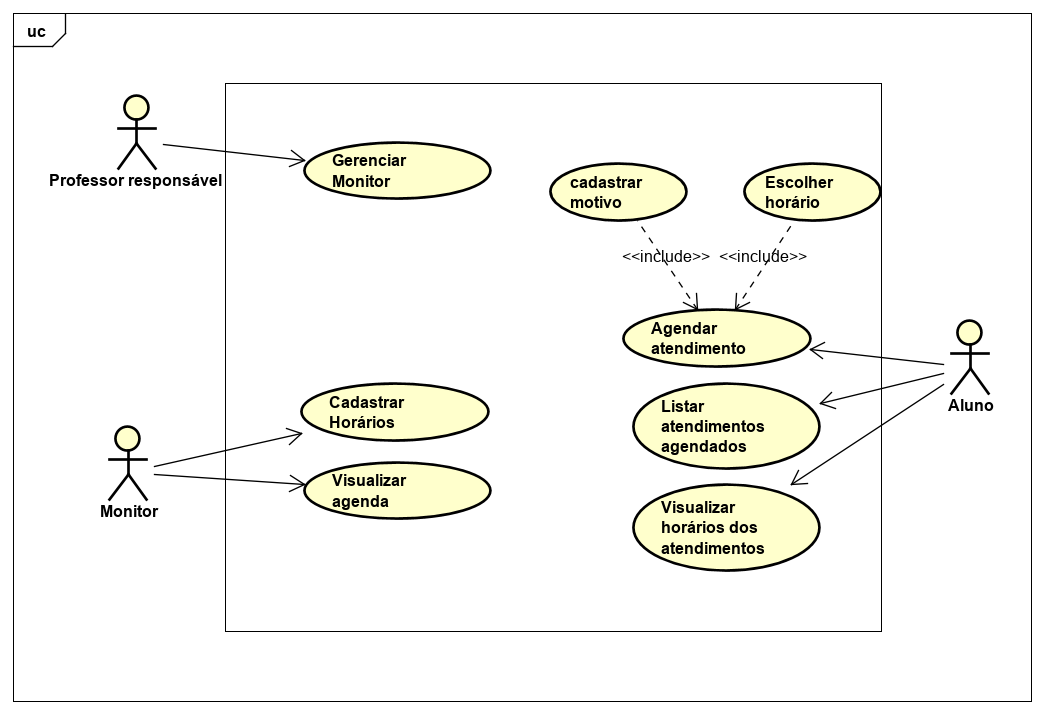 uc
Professor responsável
Gerenciar
Monitor
cadastrar
motivo
Escolher
horário
<<include>>
<<include>>
Agendar
atendimento
Aluno
Cadastrar
Horários
Listar
atendimentos
agendados
Monitor
Visualizar
agenda
Visualizar
horários dos
atendimentos